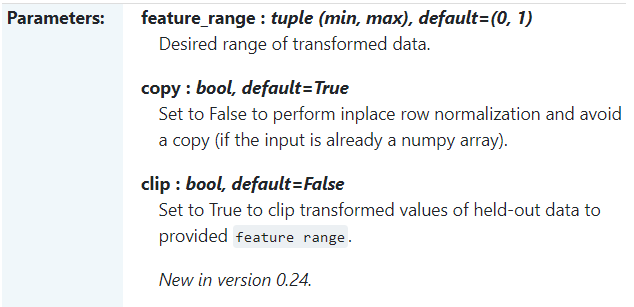 Parameters:
feature_range : tuple (min, max), default=(0, 1)
Desired range of transformed data.
copy : bool, default=True
Set to False to perform inplace row normalization and avoid
a copy (if the input is already a numpy array).
clip : bool, default=False
Set to True to clip transformed values of held-out data to
provided feature range.
New in version 0.24.